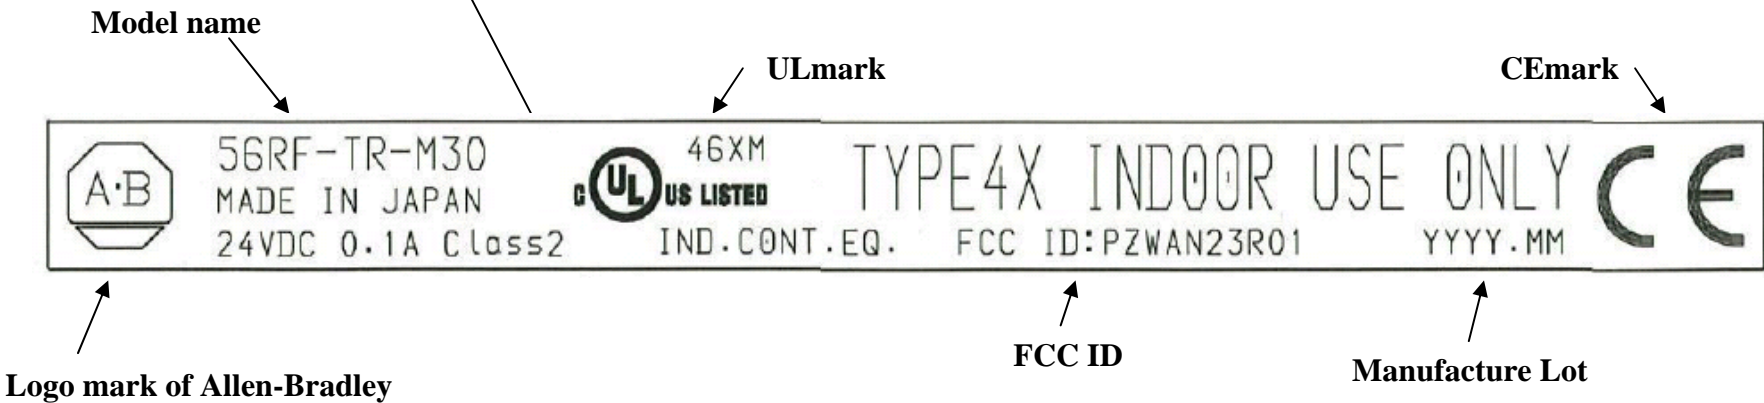 Model name
ULmark
CEmark
A·B
56RF-TR-M30
MADE IN JAPAN
24VDC 0.1A Class2
C UL US LISTED
46XM
IND.CONT.EQ.
TYPE4X INDOOR USE ONLY
FCC ID:PZWAN23R01
YYYY.MM
CE
FCC ID
Manufacture Lot
Logo mark of Allen-Bradley